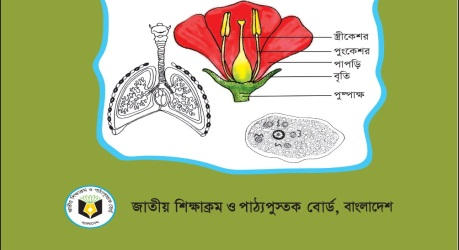 স্ত্রীকেশর
পুংকেশর
পাপড়ি
বৃতি
পুষ্পাক্ষ
জাতীয় শিক্ষাক্রম ও পাঠ্যপুস্তক বোর্ড, বাংলাদেশ